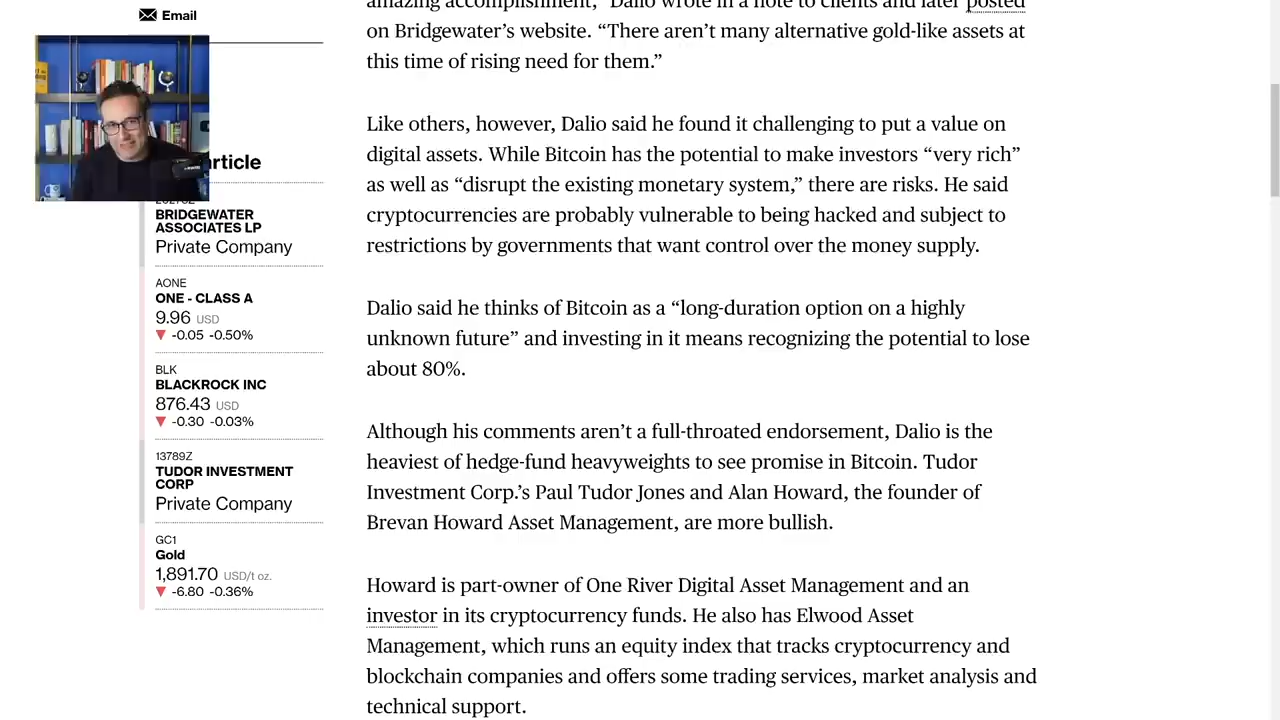 Email
amazing accomplishment," Dalio wrote in a note to clients and later posted
on Bridgewater’s website. “There aren’t many alternative gold-like assets at
this time of rising need for them.”
Like others, however, Dalio said he found it challenging to put a value on
digital assets. While Bitcoin has the potential to make investors “very rich”
as well as “disrupt the existing monetary system,” there are risks. He said
cryptocurrencies are probably vulnerable to being hacked and subject to
restrictions by governments that want control over the money supply.
Dalio said he thinks of Bitcoin as a “long-duration option on a highly
unknown future” and investing in it means recognizing the potential to lose
about 80%.
Although his comments aren’t a full-throated endorsement, Dalio is the
heaviest of hedge-fund heavyweights to see promise in Bitcoin. Tudor
Investment Corp.’s Paul Tudor Jones and Alan Howard, the founder of
Brevan Howard Asset Management, are more bullish.
Howard is part-owner of One River Digital Asset Management and an
investor in its cryptocurrency funds. He also has Elwood Asset
Management, which runs an equity index that tracks cryptocurrency and
blockchain companies and offers some trading services, market analysis and
technical support.
rticle
BRIDGEWATER
ASSOCIATES LP
Private Company
AONE
ONE - CLASS A
9.96 USD
▼ -0.05 -0.50%
BLK
BLACKROCK INC
876.43 USD
▼ -0.30 -0.03%
13789Z
TUDOR INVESTMENT
CORP
Private Company
GC1
Gold
1,891.70 USD/t oz.
▼ -6.80 -0.36%